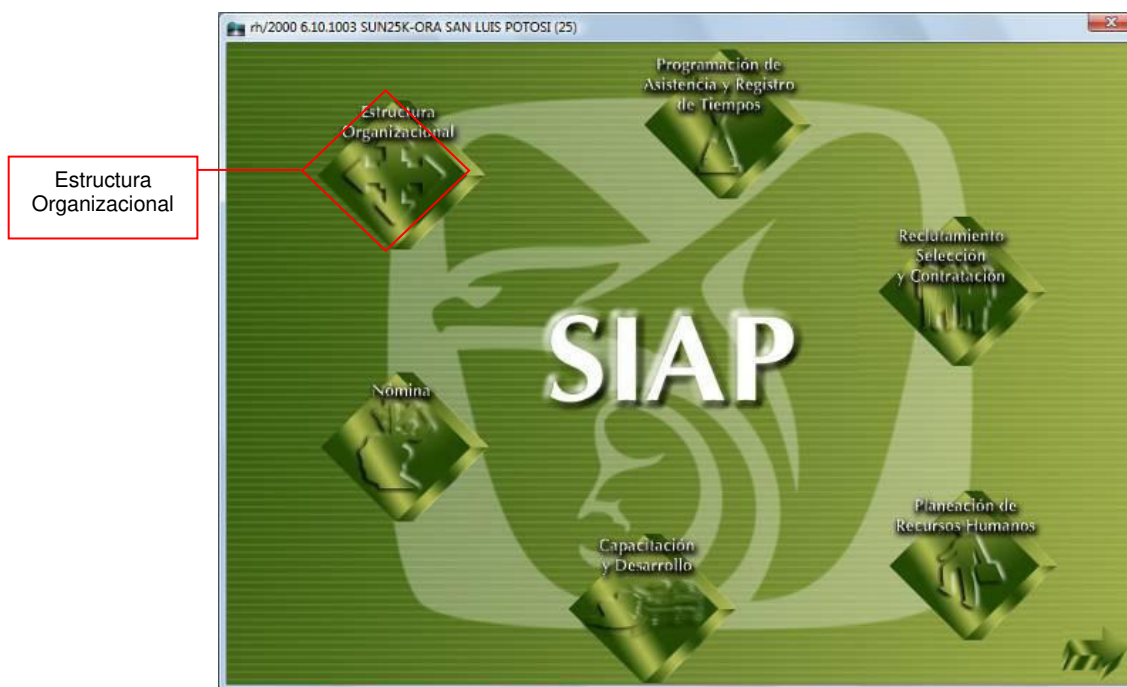 rh/2000 6.10.1003 SUN25K-ORA SAN LUIS POTOSI (25)
Programación de
Asistencia y Registro
de Tiempos
Estructura
Organizacional
Estructura
Organizacional
Reclutamiento
Selección
y Contratación
SIAP
Nómina
Planeación de
Recursos Humanos
Capacitación
y Desarrollo